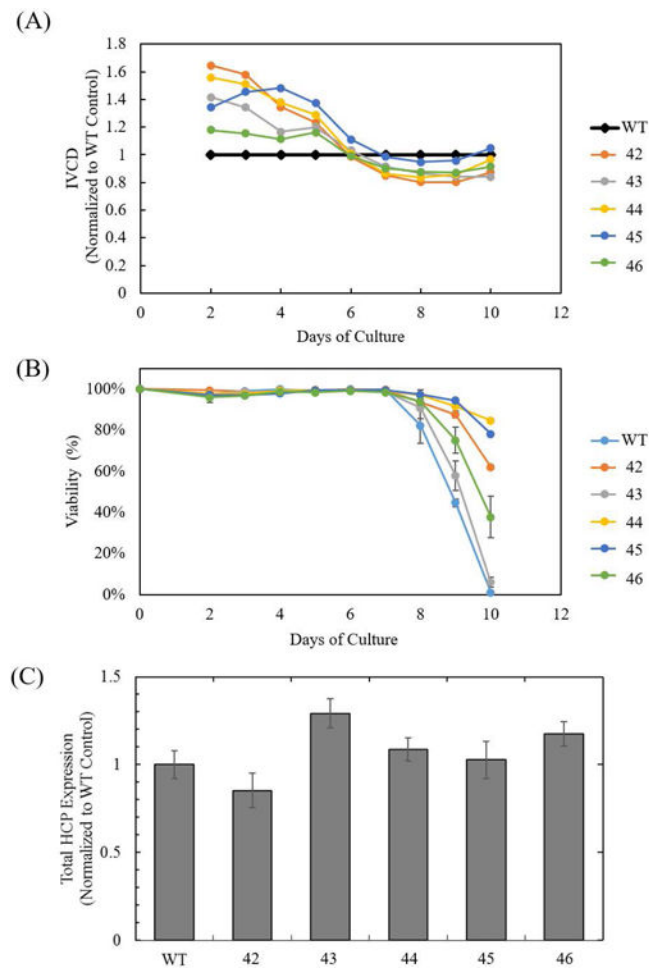 (A)
1.8
1.6
1.4
1.2
1
0.8
0.6
0.4
0.2
0
IVCD
(Normalized to WT Control)
0 2 4 6 8 10 12
Days of Culture
WT
42
43
44
45
46
(B)
100%
80%
60%
40%
20%
0%
Viability (%)
0 2 4 6 8 10 12
Days of Culture
WT
42
43
44
45
46
(C)
1.5
1
0.5
0
Total HCP Expression
(Normalized to WT Control)
WT 42 43 44 45 46